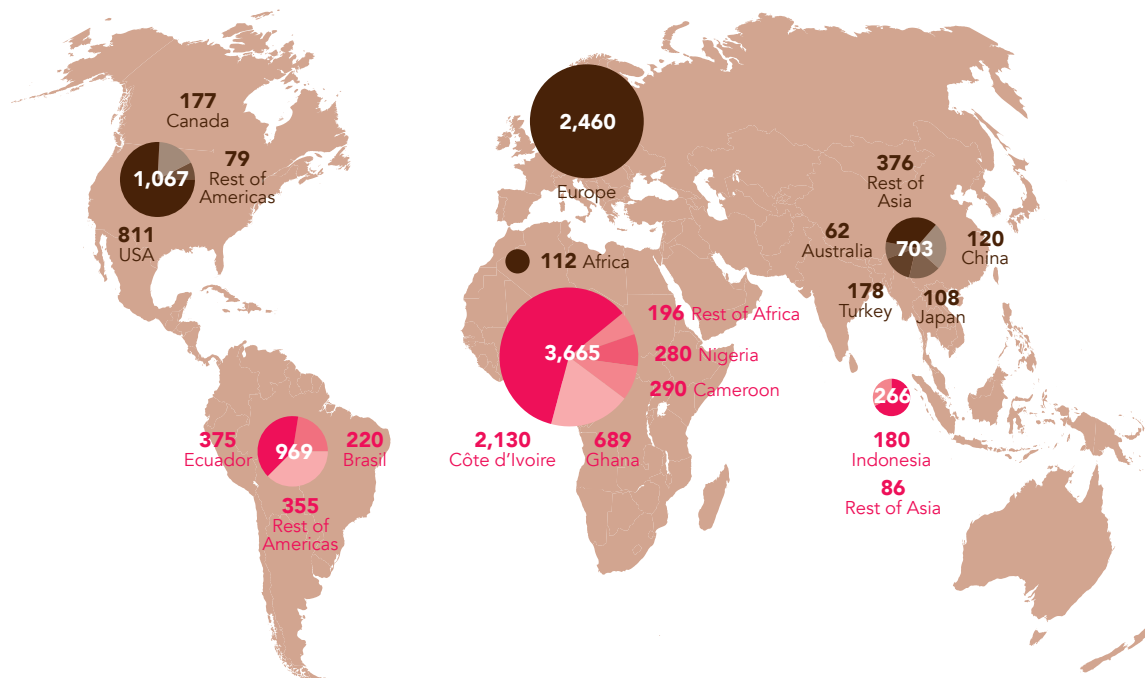 177
Canada
1,067
79
Rest of
Americas
811
USA
2,460
Europe
112 Africa
376
Rest of
Asia
62
Australia
703
120
China
178
Turkey
108
Japan
196 Rest of Africa
3,665
280 Nigeria
290 Cameroon
2,130
Côte d'Ivoire
689
Ghana
375
Ecuador
969
220
Brasil
355
Rest of
Americas
266
180
Indonesia
86
Rest of Asia